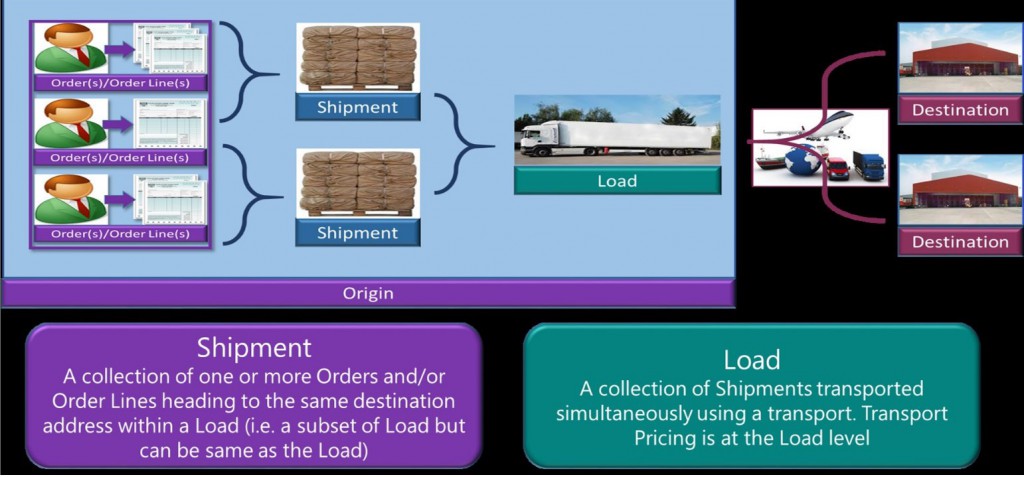 Order(s)/Order Line(s)
Order(s)/Order Line(s)
Order(s)/Order Line(s)
Shipment
Shipment
Load
Destination
Destination
Origin
Shipment
A collection of one or more Orders and/or
Order Lines heading to the same destination
address within a Load (i.e. a subset of Load but
can be same as the Load)
Load
A collection of Shipments transported
simultaneously using a transport. Transport
Pricing is at the Load level